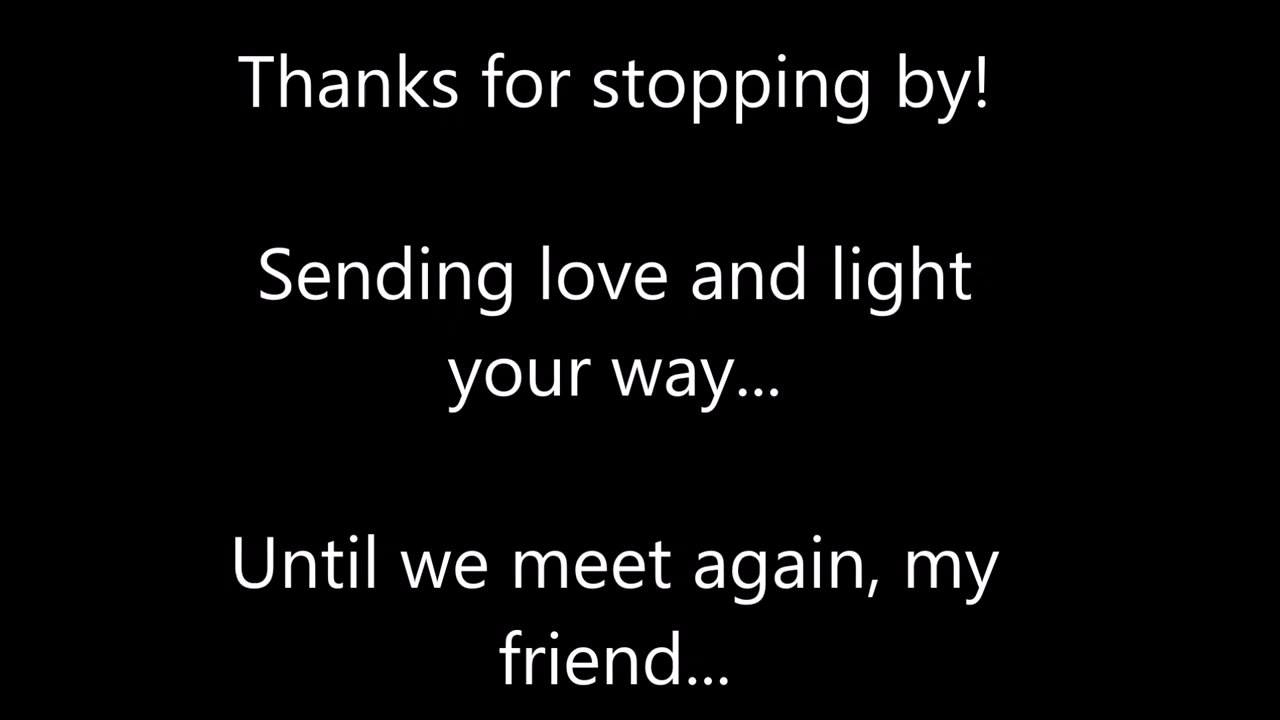 Thanks for stopping by!
Sending love and light
your way...
Until we meet again, my
friend...